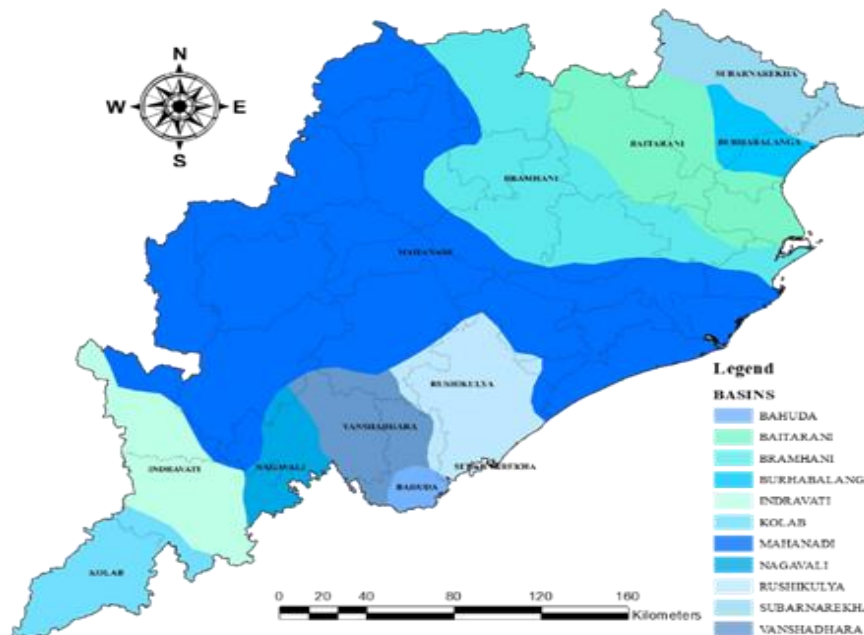 N
W E
S
SUBARNAREKHA
BURHABALANGA
BAITARANI
BRAMHANI
MAHANADI
RUSHIKULYA
VANSHADHARA
INDRAVATI
NAGAVALI
BAHUDA
KOLAB
Legend
BASINS
BAHUDA
BAITARANI
BRAMHANI
BURHABALANG
INDRAVATI
KOLAB
MAHANADI
NAGAVALI
RUSHIKULYA
SUBARNAREKHA
VANSHADHARA
0 20 40 80 120 160
Kilometers